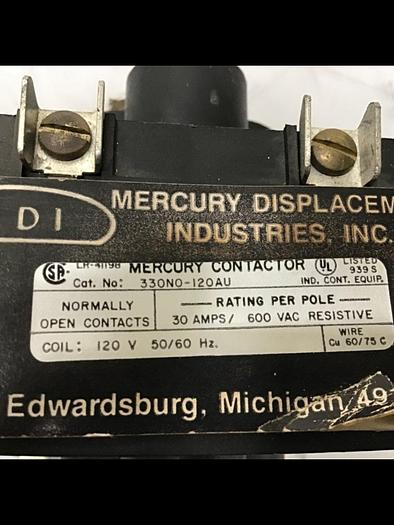 D I
MERCURY DISPLACEM
INDUSTRIES, INC.
SA LR-41198 MERCURY CONTACTOR UL LISTED
939 S
Cat. No: 330NO-120AU IND. CONT. EQUIP.
NORMALLY
OPEN CONTACTS
RATING PER POLE
30 AMPS/ 600 VAC RESISTIVE
COIL: 120 V 50/60 Hz.
WIRE
Cu 60/75 C
Edwardsburg, Michigan 49